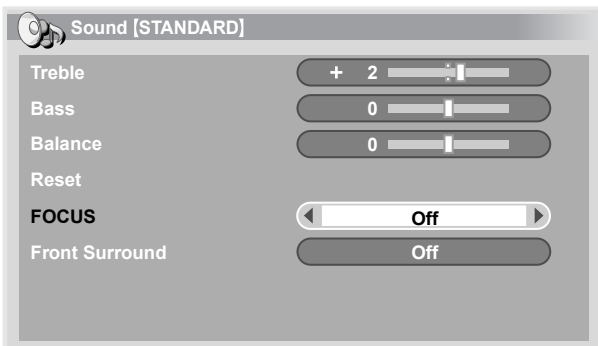 Sound [STANDARD]
Treble + 2
Bass 0
Balance 0
Reset
FOCUS Off
Front Surround Off